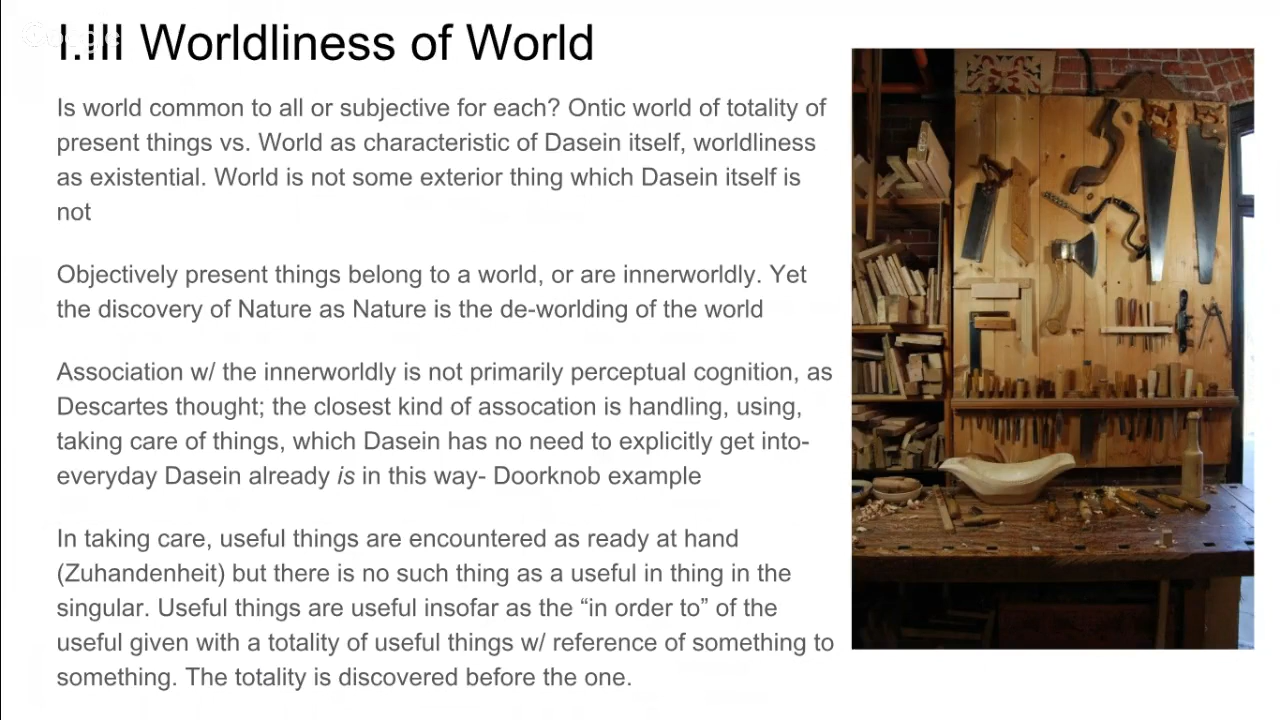 Google
I.III Worldliness of World
Is world common to all or subjective for each? Ontic world of totality of
present things vs. World as characteristic of Dasein itself, worldliness
as existential. World is not some exterior thing which Dasein itself is
not
Objectively present things belong to a world, or are innerworldly. Yet
the discovery of Nature as Nature is the de-worlding of the world
Association w/ the innerworldly is not primarily perceptual cognition, as
Descartes thought; the closest kind of assocation is handling, using,
taking care of things, which Dasein has no need to explicitly get into-
everyday Dasein already is in this way- Doorknob example
In taking care, useful things are encountered as ready at hand
(Zuhandenheit) but there is no such thing as a useful in thing in the
singular. Useful things are useful insofar as the “in order to” of the
useful given with a totality of useful things w/ reference of something to
something. The totality is discovered before the one.